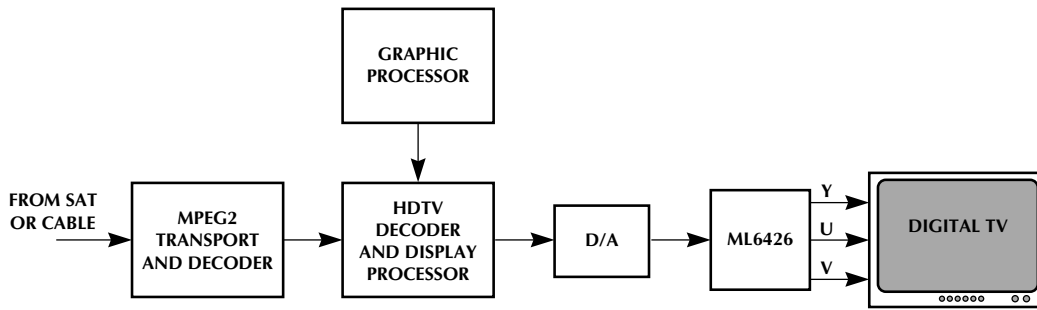 GRAPHIC
PROCESSOR
FROM SAT
OR CABLE
MPEG2
TRANSPORT
AND DECODER
HDTV
DECODER
AND DISPLAY
PROCESSOR
D/A
ML6426
Y
U
V
DIGITAL TV